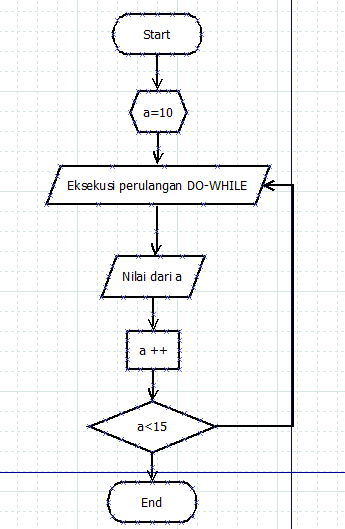 Start
a=10
Eksekusi perulangan DO-WHILE
Nilai dari a
a ++
a<15
End